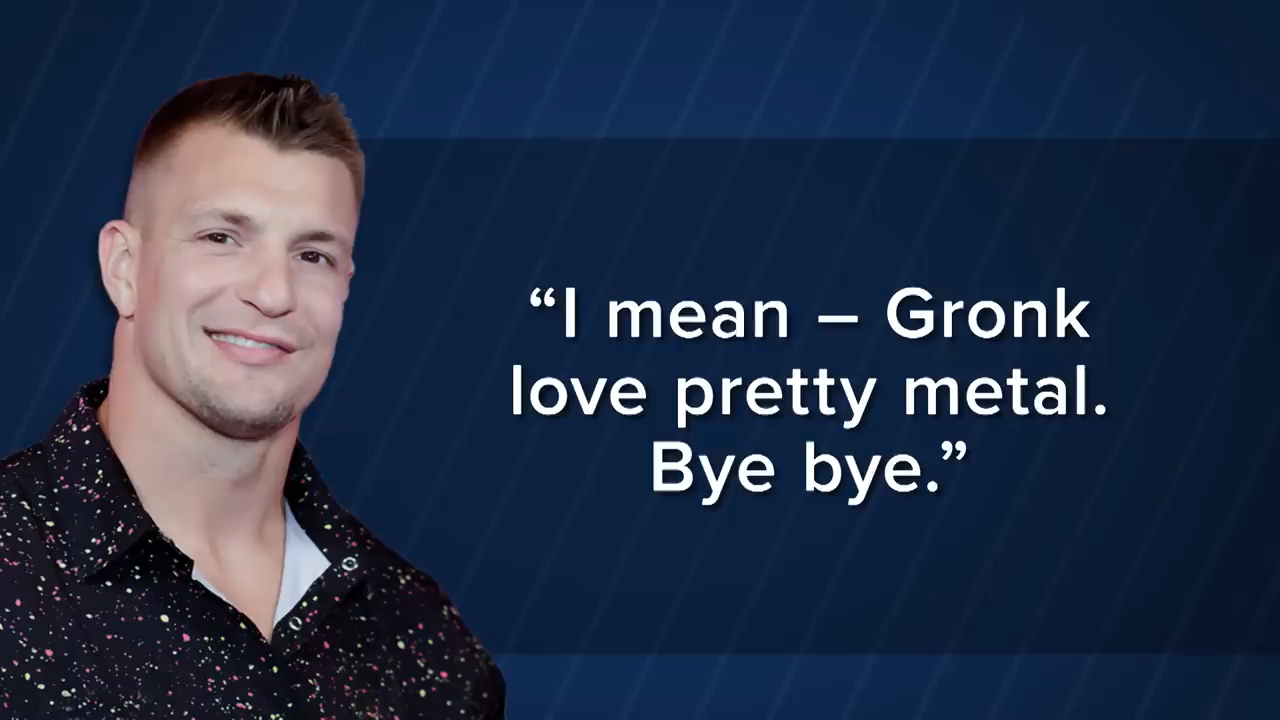 “I mean – Gronk
love pretty metal.
Bye bye.”